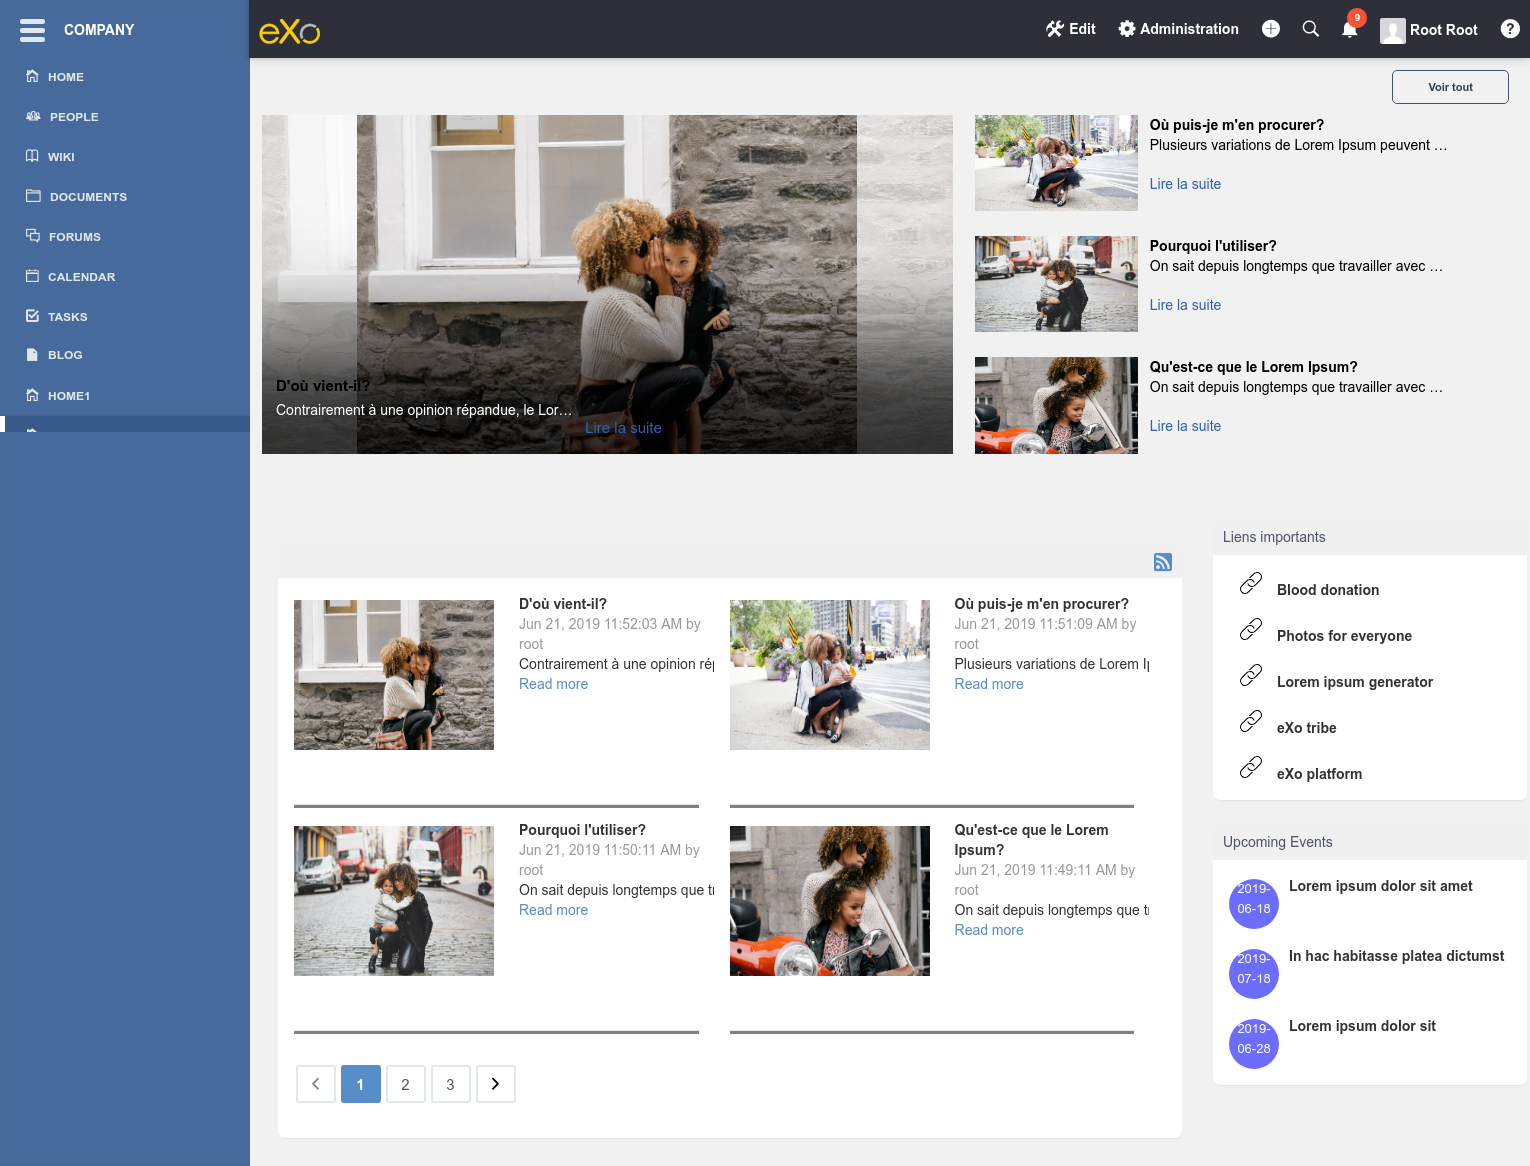 COMPANY
HOME
PEOPLE
WIKI
DOCUMENTS
FORUMS
CALENDAR
TASKS
BLOG
HOME1
eXo
Edit
Administration
9
Root Root
?
Voir tout
D'où vient-il?
Contrairement à une opinion répandue, le Lor…
Lire la suite
Où puis-je m'en procurer?
Plusieurs variations de Lorem Ipsum peuvent …
Lire la suite
Pourquoi l'utiliser?
On sait depuis longtemps que travailler avec …
Lire la suite
Qu'est-ce que le Lorem Ipsum?
On sait depuis longtemps que travailler avec …
Lire la suite
D'où vient-il?
Jun 21, 2019 11:52:03 AM by
root
Contrairement à une opinion rép
Read more
Où puis-je m'en procurer?
Jun 21, 2019 11:51:09 AM by
root
Plusieurs variations de Lorem I
Read more
Pourquoi l'utiliser?
Jun 21, 2019 11:50:11 AM by
root
On sait depuis longtemps que t
Read more
Qu'est-ce que le Lorem
Ipsum?
Jun 21, 2019 11:49:11 AM by
root
On sait depuis longtemps que t
Read more
1
2
3
Liens importants
Blood donation
Photos for everyone
Lorem ipsum generator
eXo tribe
eXo platform
Upcoming Events
2019-
06-18
Lorem ipsum dolor sit amet
2019-
07-18
In hac habitasse platea dictumst
2019-
06-28
Lorem ipsum dolor sit